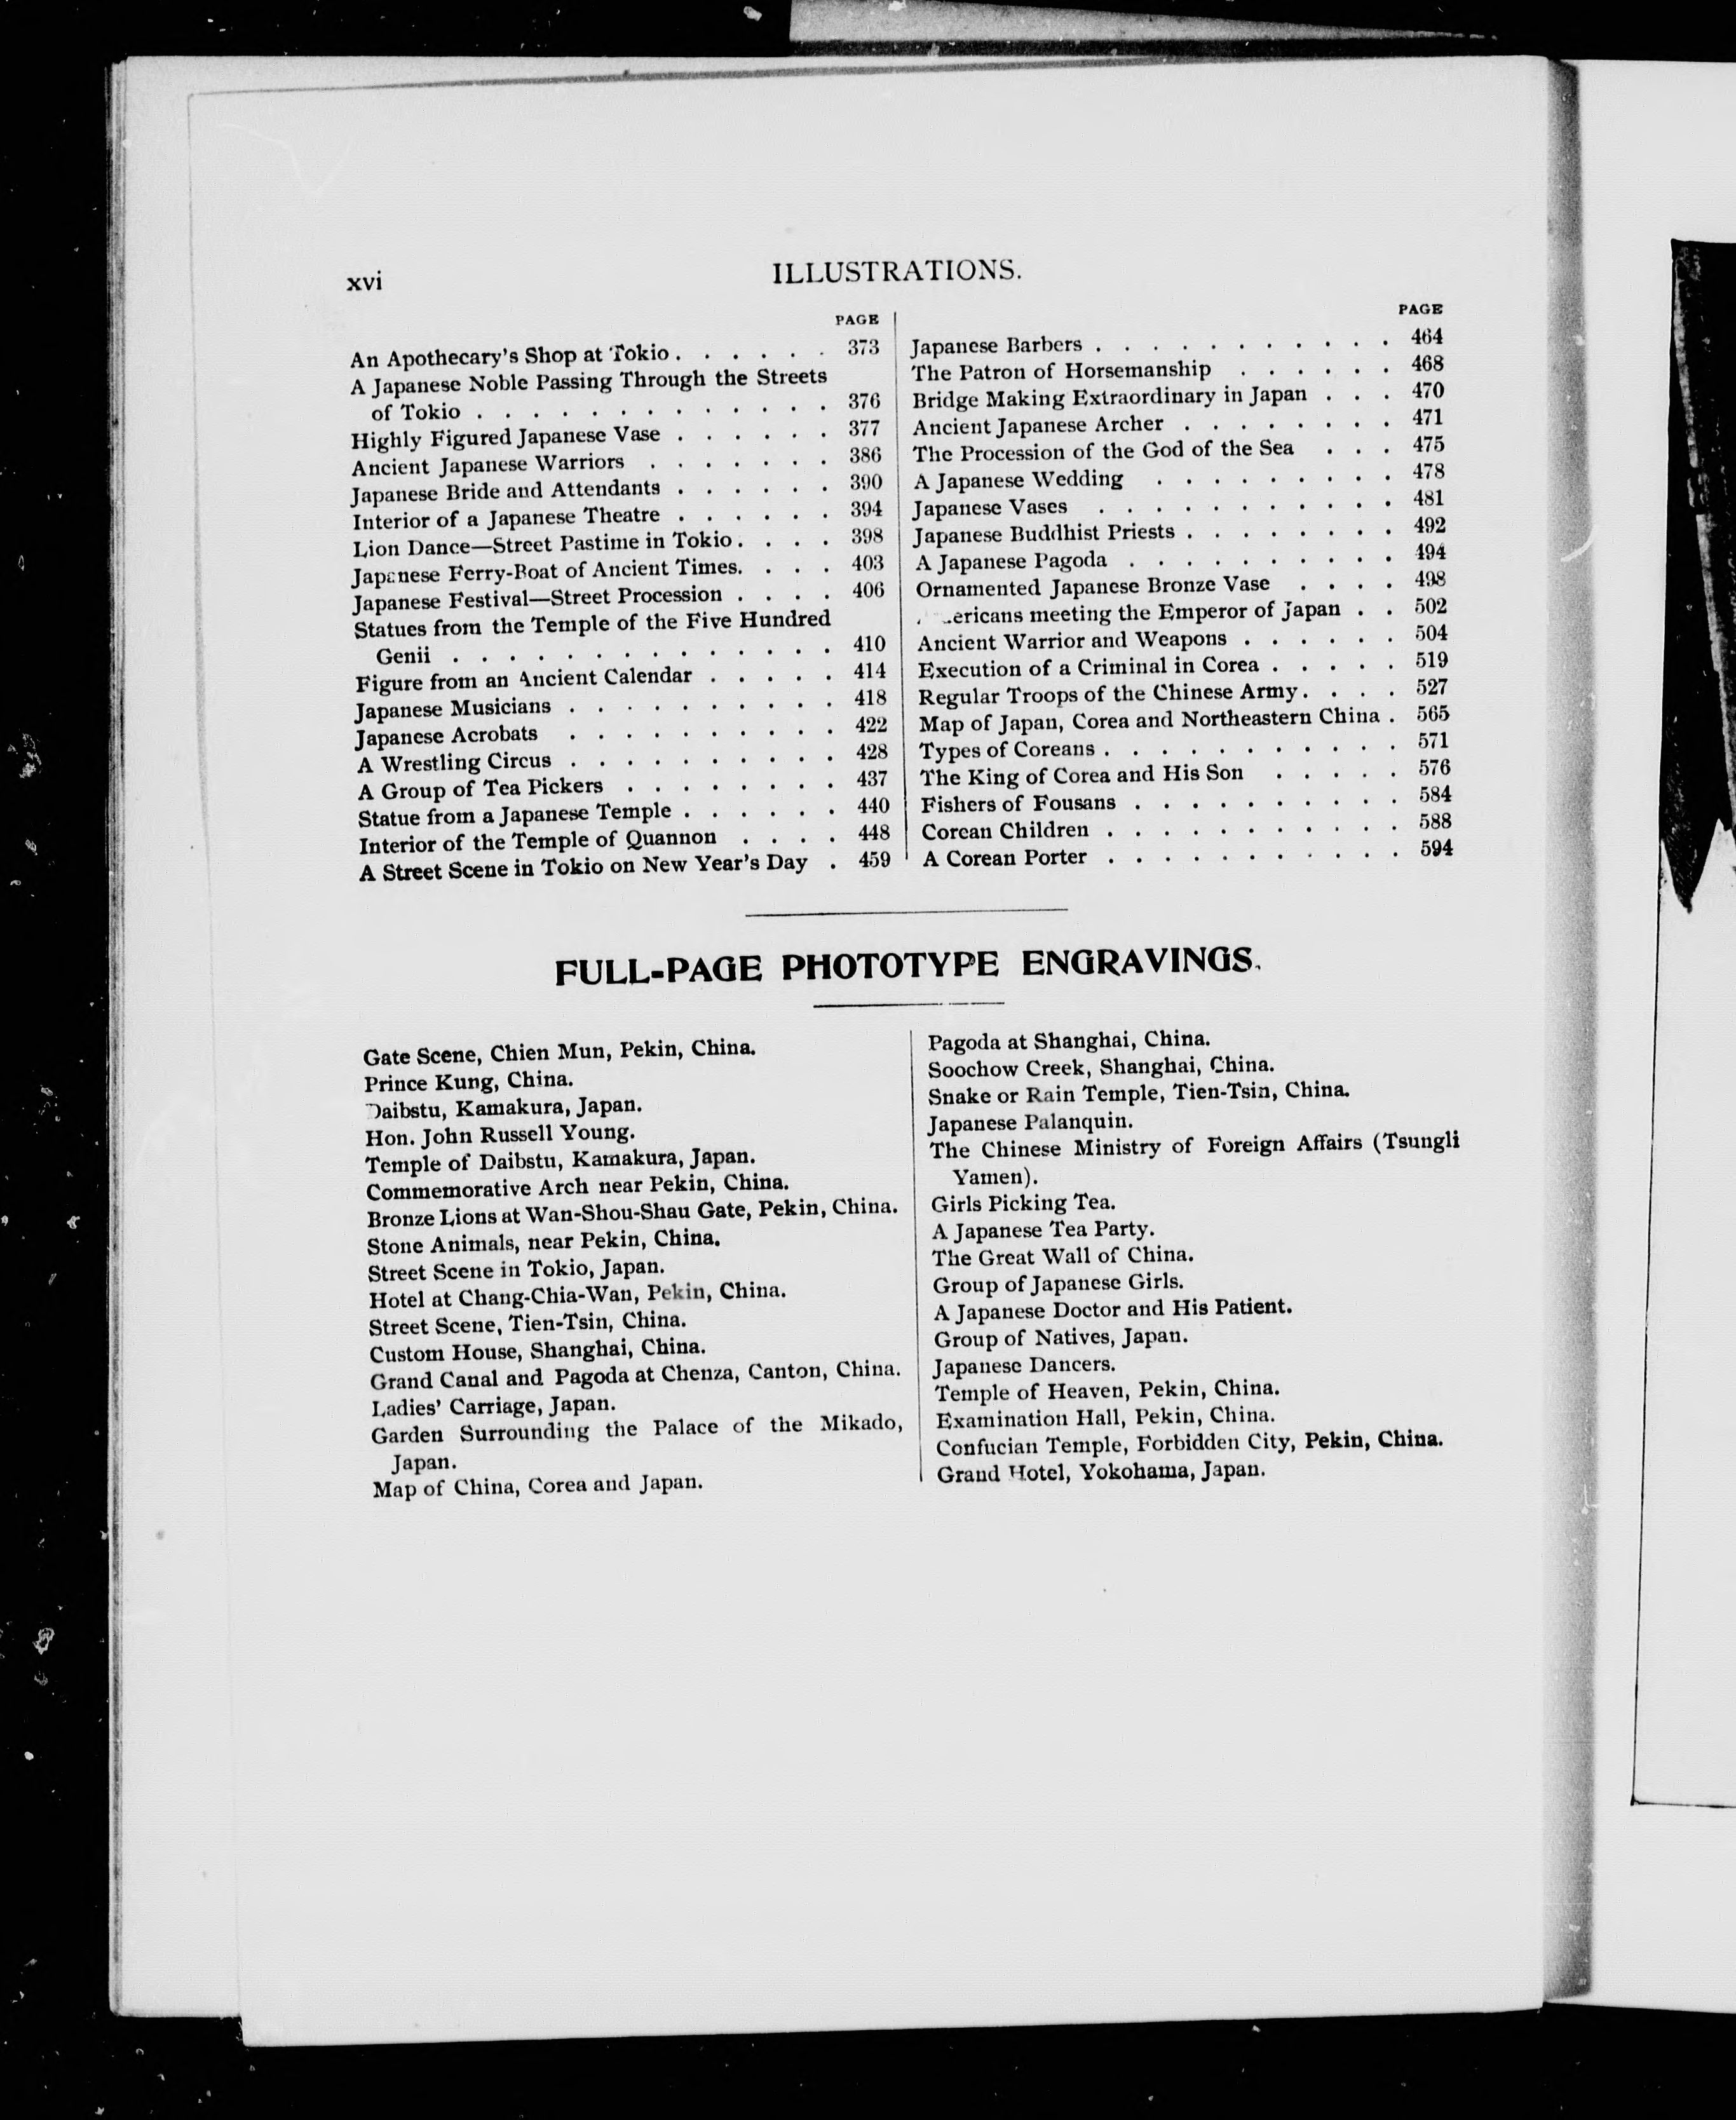 xvi
ILLUSTRATIONS.
PAGE
An Apothecary's Shop at Tokio . . . . . . 373
A Japanese Noble Passing Through the Streets
of Tokio . . . . . . . . . . . . . 376
Highly Figured Japanese Vase . . . . . . 377
Ancient Japanese Warriors . . . . . . . 386
Japanese Bride and Attendants . . . . . . 390
Interior of a Japanese Theatre . . . . . . 394
Lion Dance—Street Pastime in Tokio . . . . 398
Japanese Ferry-Boat of Ancient Times. . . . 403
Japanese Festival—Street Procession . . . . 406
Statues from the Temple of the Five Hundred
Genii . . . . . . . . . . . . . . 410
Figure from an Ancient Calendar . . . . . 414
Japanese Musicians . . . . . . . . . . 418
Japanese Acrobats . . . . . . . . . . 422
A Wrestling Circus . . . . . . . . . . 428
A Group of Tea Pickers . . . . . . . . 437
Statue from a Japanese Temple . . . . . . 440
Interior of the Temple of Quannon . . . . 448
A Street Scene in Tokio on New Year's Day . 459
PAGE
Japanese Barbers . . . . . . . . . . . 464
The Patron of Horsemanship . . . . . . 468
Bridge Making Extraordinary in Japan . . . 470
Ancient Japanese Archer . . . . . . . . 471
The Procession of the God of the Sea . . . 475
A Japanese Wedding . . . . . . . . . 478
Japanese Vases . . . . . . . . . . . 481
Japanese Buddhist Priests . . . . . . . . 492
A Japanese Pagoda . . . . . . . . . . 494
Ornamented Japanese Bronze Vase . . . . 498
ericans meeting the Emperor of Japan . . 502
Ancient Warrior and Weapons . . . . . . 504
Execution of a Criminal in Corea . . . . . 519
Regular Troops of the Chinese Army . . . . 527
Map of Japan, Corea and Northeastern China . 565
Types of Coreans . . . . . . . . . . . 571
The King of Corea and His Son . . . . . 576
Fishers of Fousans . . . . . . . . . . 584
Corean Children . . . . . . . . . . . 588
A Corean Porter . . . . . . . . . . . 594
FULL-PAGE PHOTOTYPE ENGRAVINGS.
Gate Scene, Chien Mun, Pekin, China.
Prince Kung, China.
Daibstu, Kamakura, Japan.
Hon. John Russell Young.
Temple of Daibstu, Kamakura, Japan.
Commemorative Arch near Pekin, China.
Bronze Lions at Wan-Shou-Shau Gate, Pekin, China.
Stone Animals, near Pekin, China.
Street Scene in Tokio, Japan.
Hotel at Chang-Chia-Wan, Pekin, China.
Street Scene, Tien-Tsin, China.
Custom House, Shanghai, China.
Grand Canal and Pagoda at Chenza, Canton, China.
Ladies' Carriage, Japan.
Garden Surrounding the Palace of the Mikado,
Japan.
Map of China, Corea and Japan.
Pagoda at Shanghai, China.
Soochow Creek, Shanghai, China.
Snake or Rain Temple, Tien-Tsin, China.
Japanese Palanquin.
The Chinese Ministry of Foreign Affairs (Tsungli
Yamen).
Girls Picking Tea.
A Japanese Tea Party.
The Great Wall of China.
Group of Japanese Girls.
A Japanese Doctor and His Patient.
Group of Natives, Japan.
Japanese Dancers.
Temple of Heaven, Pekin, China.
Examination Hall, Pekin, China.
Confucian Temple, Forbidden City, Pekin, China.
Grand Hotel, Yokohama, Japan.